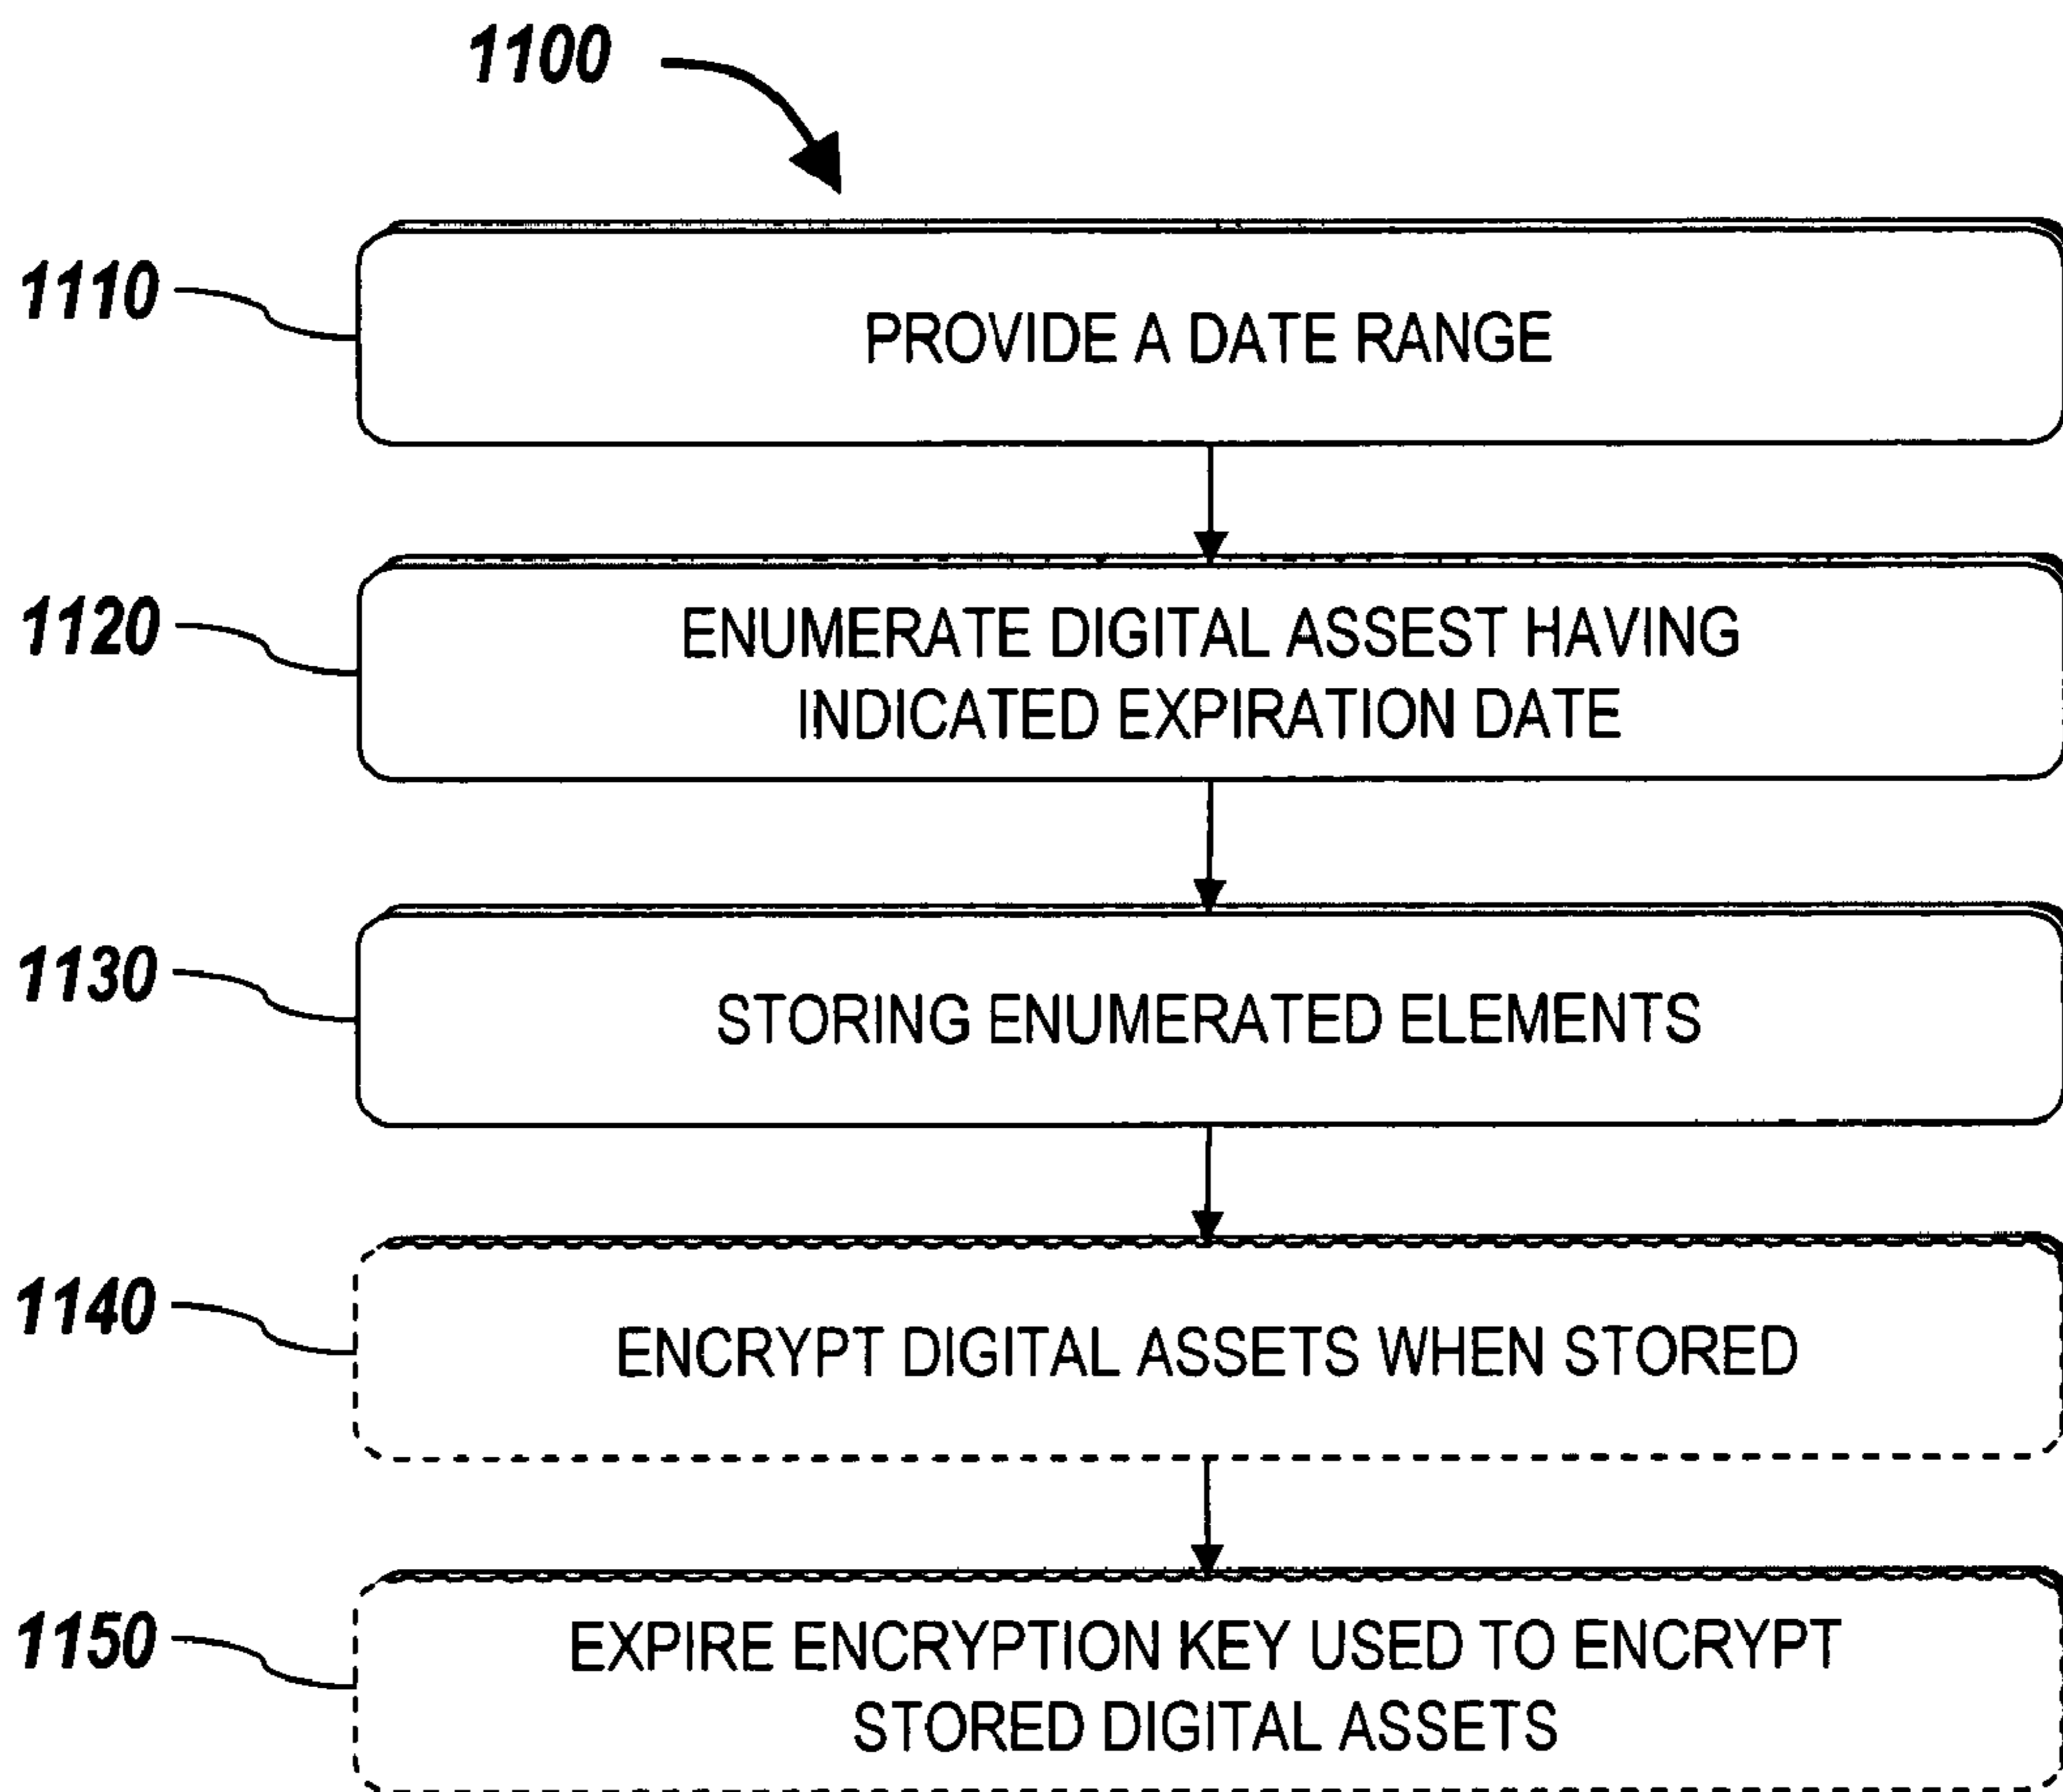 1100
1110
PROVIDE A DATE RANGE
1120
ENUMERATE DIGITAL ASSEST HAVING
INDICATED EXPIRATION DATE
1130
STORING ENUMERATED ELEMENTS
1140
ENCRYPT DIGITAL ASSETS WHEN STORED
1150
EXPIRE ENCRYPTION KEY USED TO ENCRYPT
STORED DIGITAL ASSETS